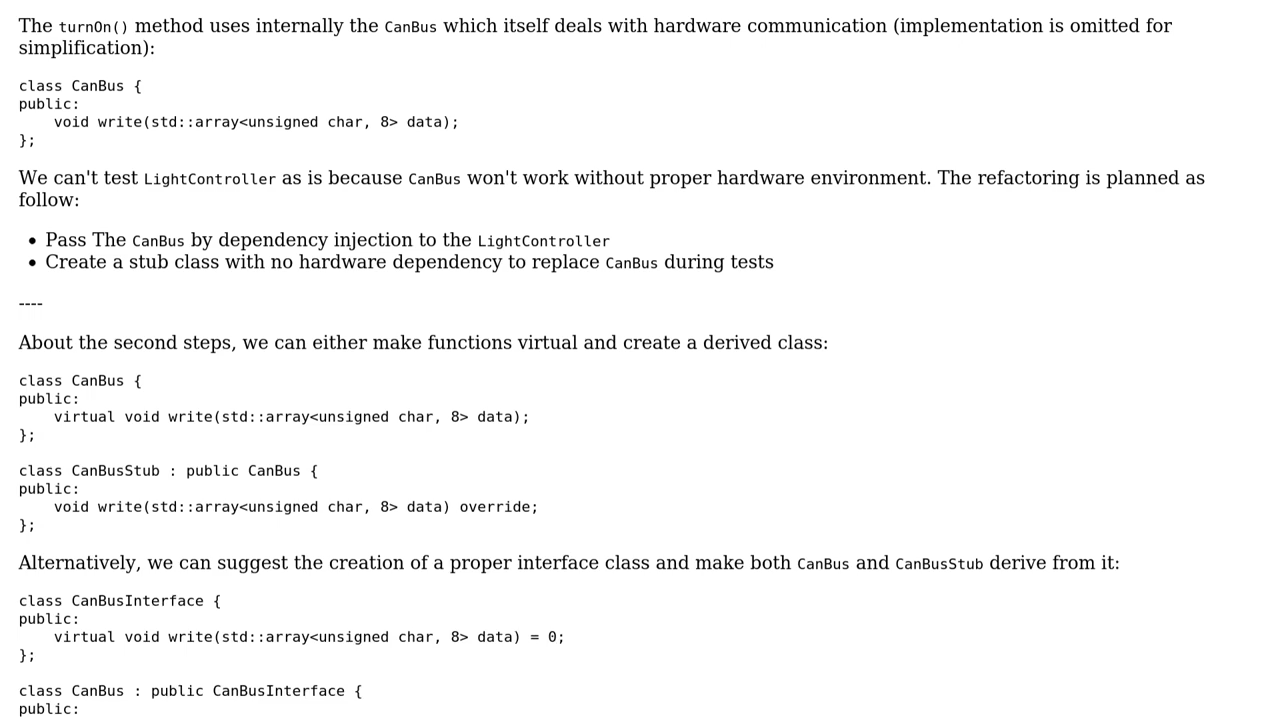 The turnOn() method uses internally the CanBus which itself deals with hardware communication (implementation is omitted for
simplification):
class CanBus {
public:
    void write(std::array<unsigned char, 8> data);
};
We can't test LightController as is because CanBus won't work without proper hardware environment. The refactoring is planned as
follow:
• Pass The CanBus by dependency injection to the LightController
• Create a stub class with no hardware dependency to replace CanBus during tests
----
About the second steps, we can either make functions virtual and create a derived class:
class CanBus {
public:
    virtual void write(std::array<unsigned char, 8> data);
};
class CanBusStub : public CanBus {
public:
    void write(std::array<unsigned char, 8> data) override;
};
Alternatively, we can suggest the creation of a proper interface class and make both CanBus and CanBusStub derive from it:
class CanBusInterface {
public:
    virtual void write(std::array<unsigned char, 8> data) = 0;
};
class CanBus : public CanBusInterface {
public: